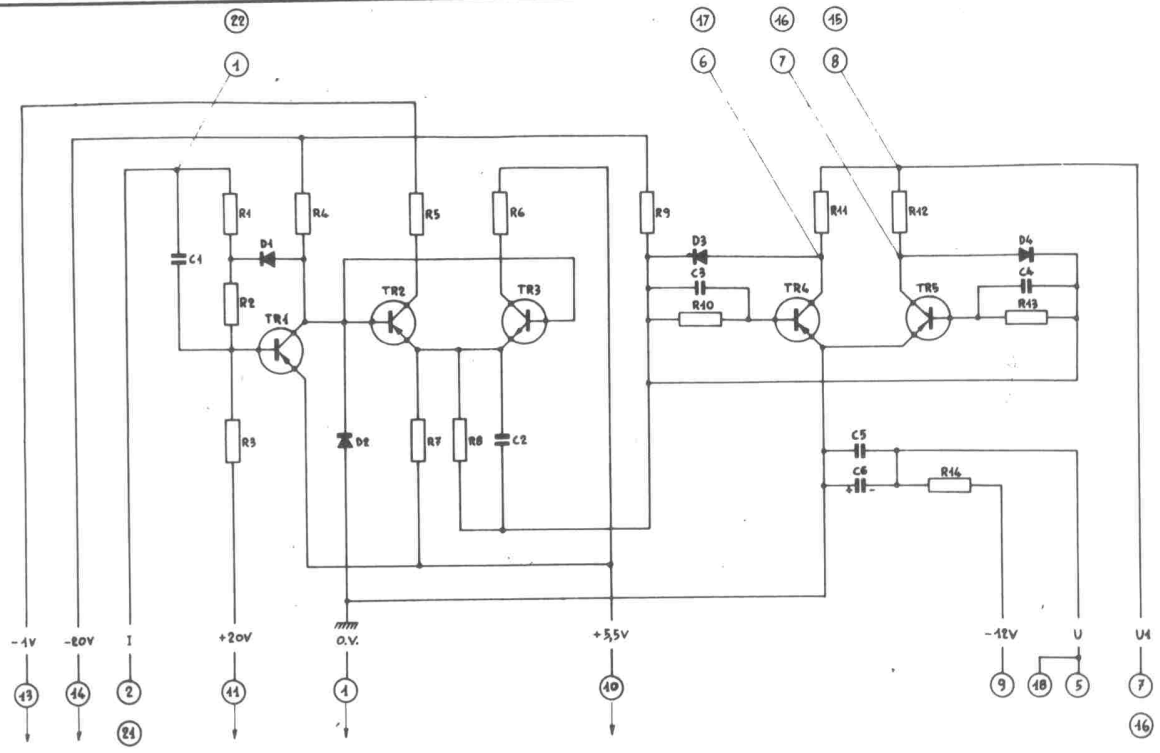 22 17 16 15
1 6 7 8
R1 R4 R5 R6 R9 R11 R12
D1 D3 D4
C1 C3 C4
R2 TR2 TR3 R10 TR4 TR5 R13
TR1
R3 D2 R7 R8 C2 C5
C6 R14
+ -
-1V -20V I +20V O.V. +5,5V -12V U U1
13 14 2 11 1 10 9 18 5 7
21 16